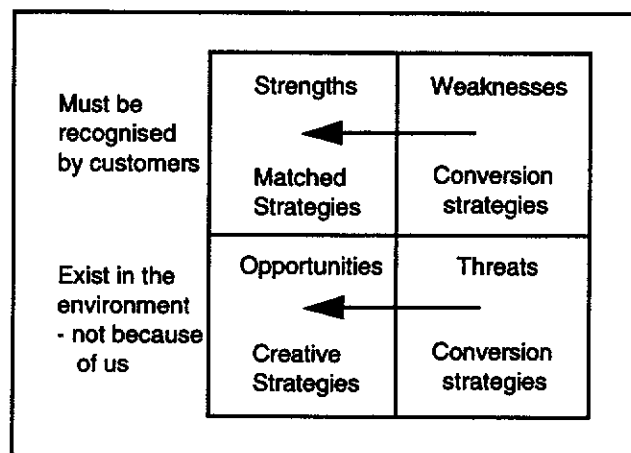 Must be
recognised
by customers
Strengths
Matched
Strategies
Weaknesses
Conversion
strategies
Exist in the
environment
- not because
of us
Opportunities
Creative
Strategies
Threats
Conversion
strategies